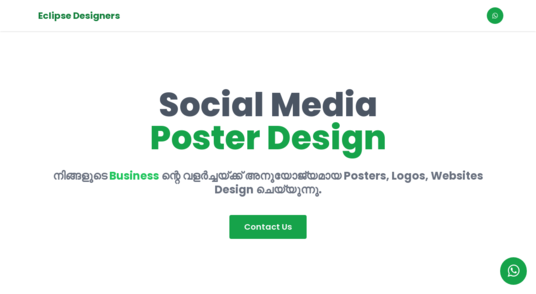 Eclipse Designers
Social Media
Poster Design
നിങ്ങളുടെ Business ന്റെ വളർച്ചയ്ക്ക് അനുയോജ്യമായ Posters, Logos, Websites
Design ചെയ്യുന്നു.
Contact Us